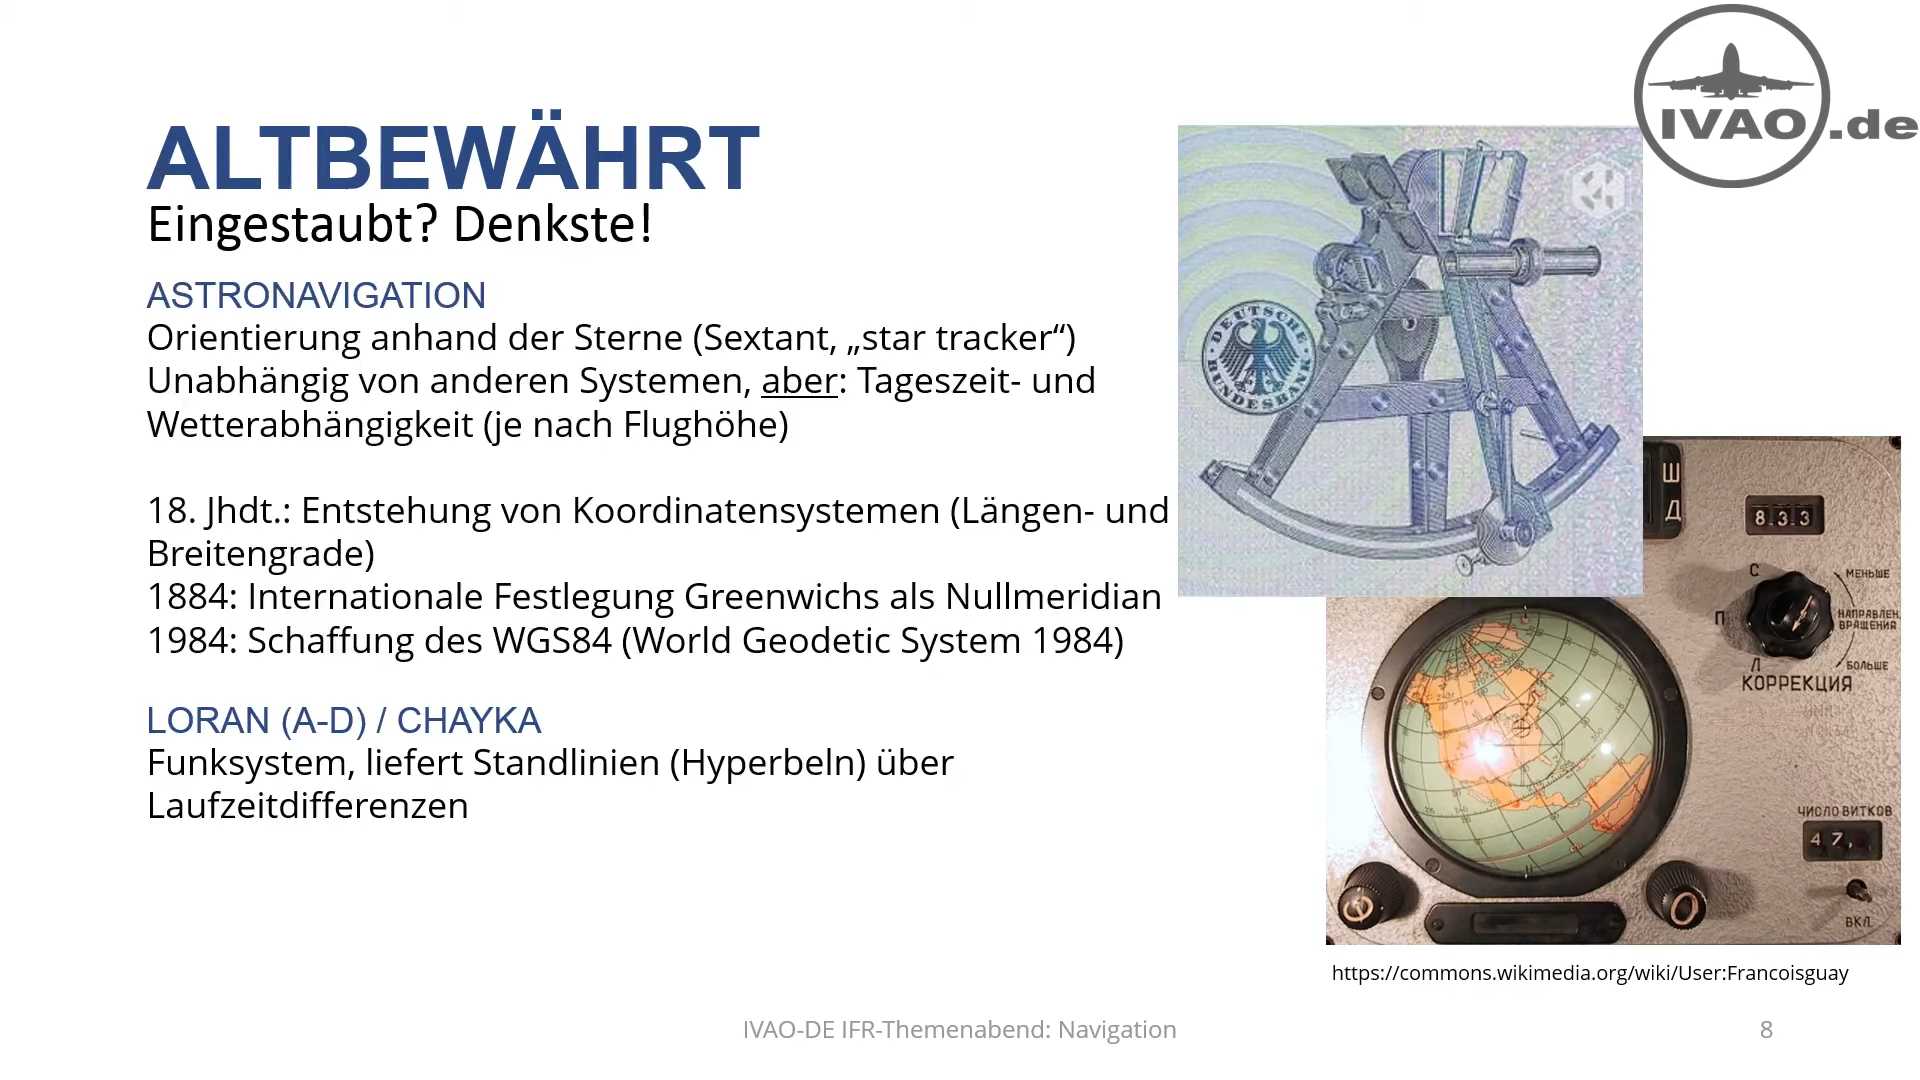 IVAO.de
ALTBEWÄHRT
Eingestaubt? Denkste!
ASTRONAVIGATION
Orientierung anhand der Sterne (Sextant, „star tracker“)
Unabhängig von anderen Systemen, aber: Tageszeit- und
Wetterabhängigkeit (je nach Flughöhe)
18. Jhdt.: Entstehung von Koordinatensystemen (Längen- und
Breitengrade)
1884: Internationale Festlegung Greenwichs als Nullmeridian
1984: Schaffung des WGS84 (World Geodetic System 1984)
LORAN (A-D) / CHAYKA
Funksystem, liefert Standlinien (Hyperbeln) über
Laufzeitdifferenzen
DEUTSCHE
BUNDESBANK
Ш
Д
8 3 3
С
МЕНЬШЕ
П
НАПРАВЛЕН.
ВРАЩЕНИЯ
Л
БОЛЬШЕ
КОРРЕКЦИЯ
ЧИСЛО ВИТКОВ
4 7,
ВКЛ.
https://commons.wikimedia.org/wiki/User:Francoisguay
IVAO-DE IFR-Themenabend: Navigation
8